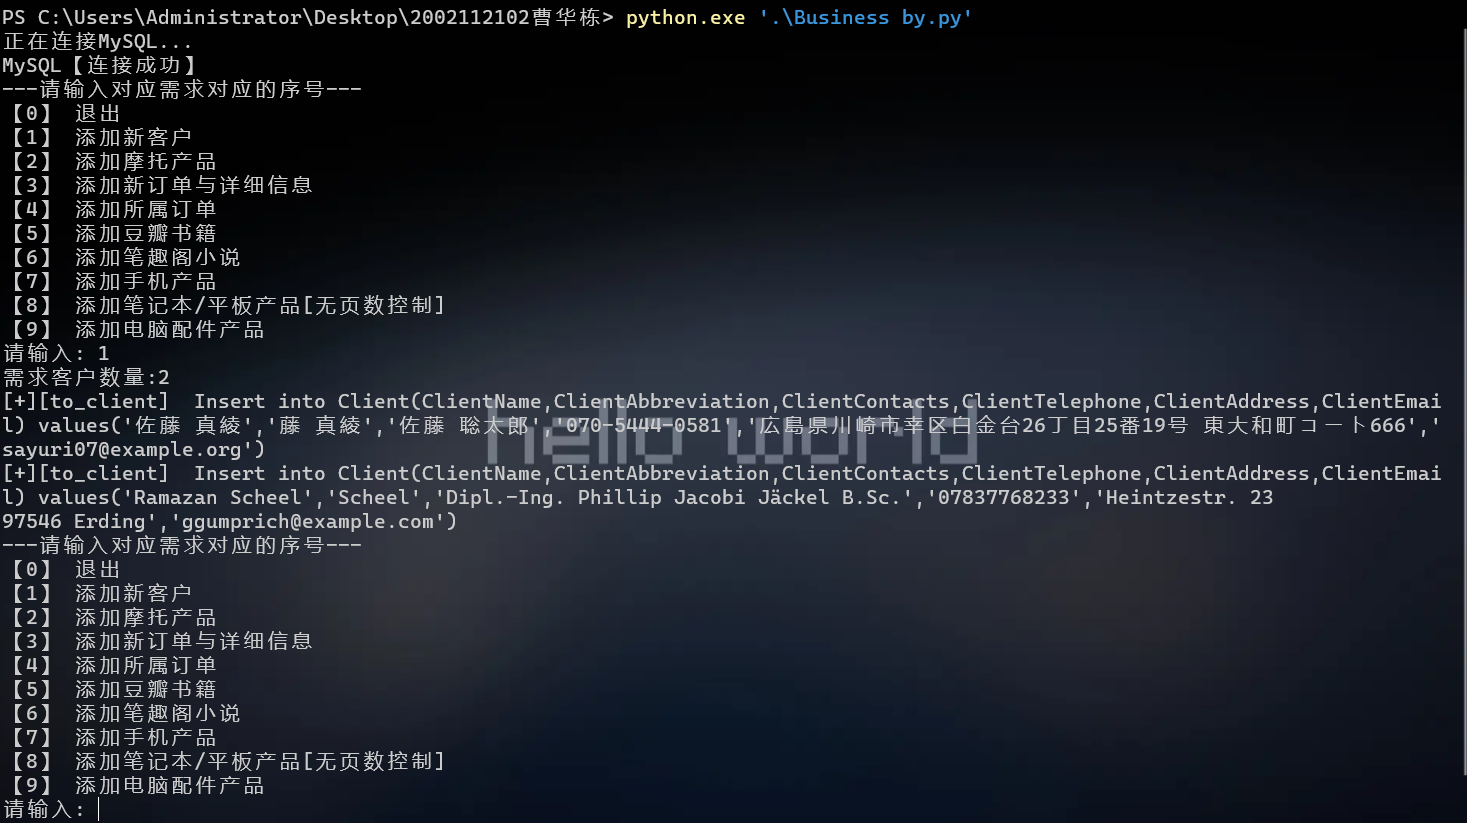 PS C:\Users\Administrator\Desktop\2002112102曹华栋> python.exe '.\Business by.py'
正在连接MySQL...
MySQL【连接成功】
---请输入对应需求对应的序号---
【0】 退出
【1】 添加新客户
【2】 添加摩托产品
【3】 添加新订单与详细信息
【4】 添加所属订单
【5】 添加豆瓣书籍
【6】 添加笔趣阁小说
【7】 添加手机产品
【8】 添加笔记本/平板产品[无页数控制]
【9】 添加电脑配件产品
请输入: 1
需求客户数量:2
[+][to_client]  Insert into Client(ClientName,ClientAbbreviation,ClientContacts,ClientTelephone,ClientAddress,ClientEmai
l) values('佐藤 真綾','藤 真綾','佐藤 聡太郎','070-5444-0581','広島県川崎市幸区白金台26丁目25番19号 東大和町コート666','
sayuri07@example.org')
[+][to_client]  Insert into Client(ClientName,ClientAbbreviation,ClientContacts,ClientTelephone,ClientAddress,ClientEmai
l) values('Ramazan Scheel','Scheel','Dipl.-Ing. Phillip Jacobi Jäckel B.Sc.','07837768233','Heintzestr. 23
97546 Erding','ggumprich@example.com')
---请输入对应需求对应的序号---
【0】 退出
【1】 添加新客户
【2】 添加摩托产品
【3】 添加新订单与详细信息
【4】 添加所属订单
【5】 添加豆瓣书籍
【6】 添加笔趣阁小说
【7】 添加手机产品
【8】 添加笔记本/平板产品[无页数控制]
【9】 添加电脑配件产品
请输入:
hello world